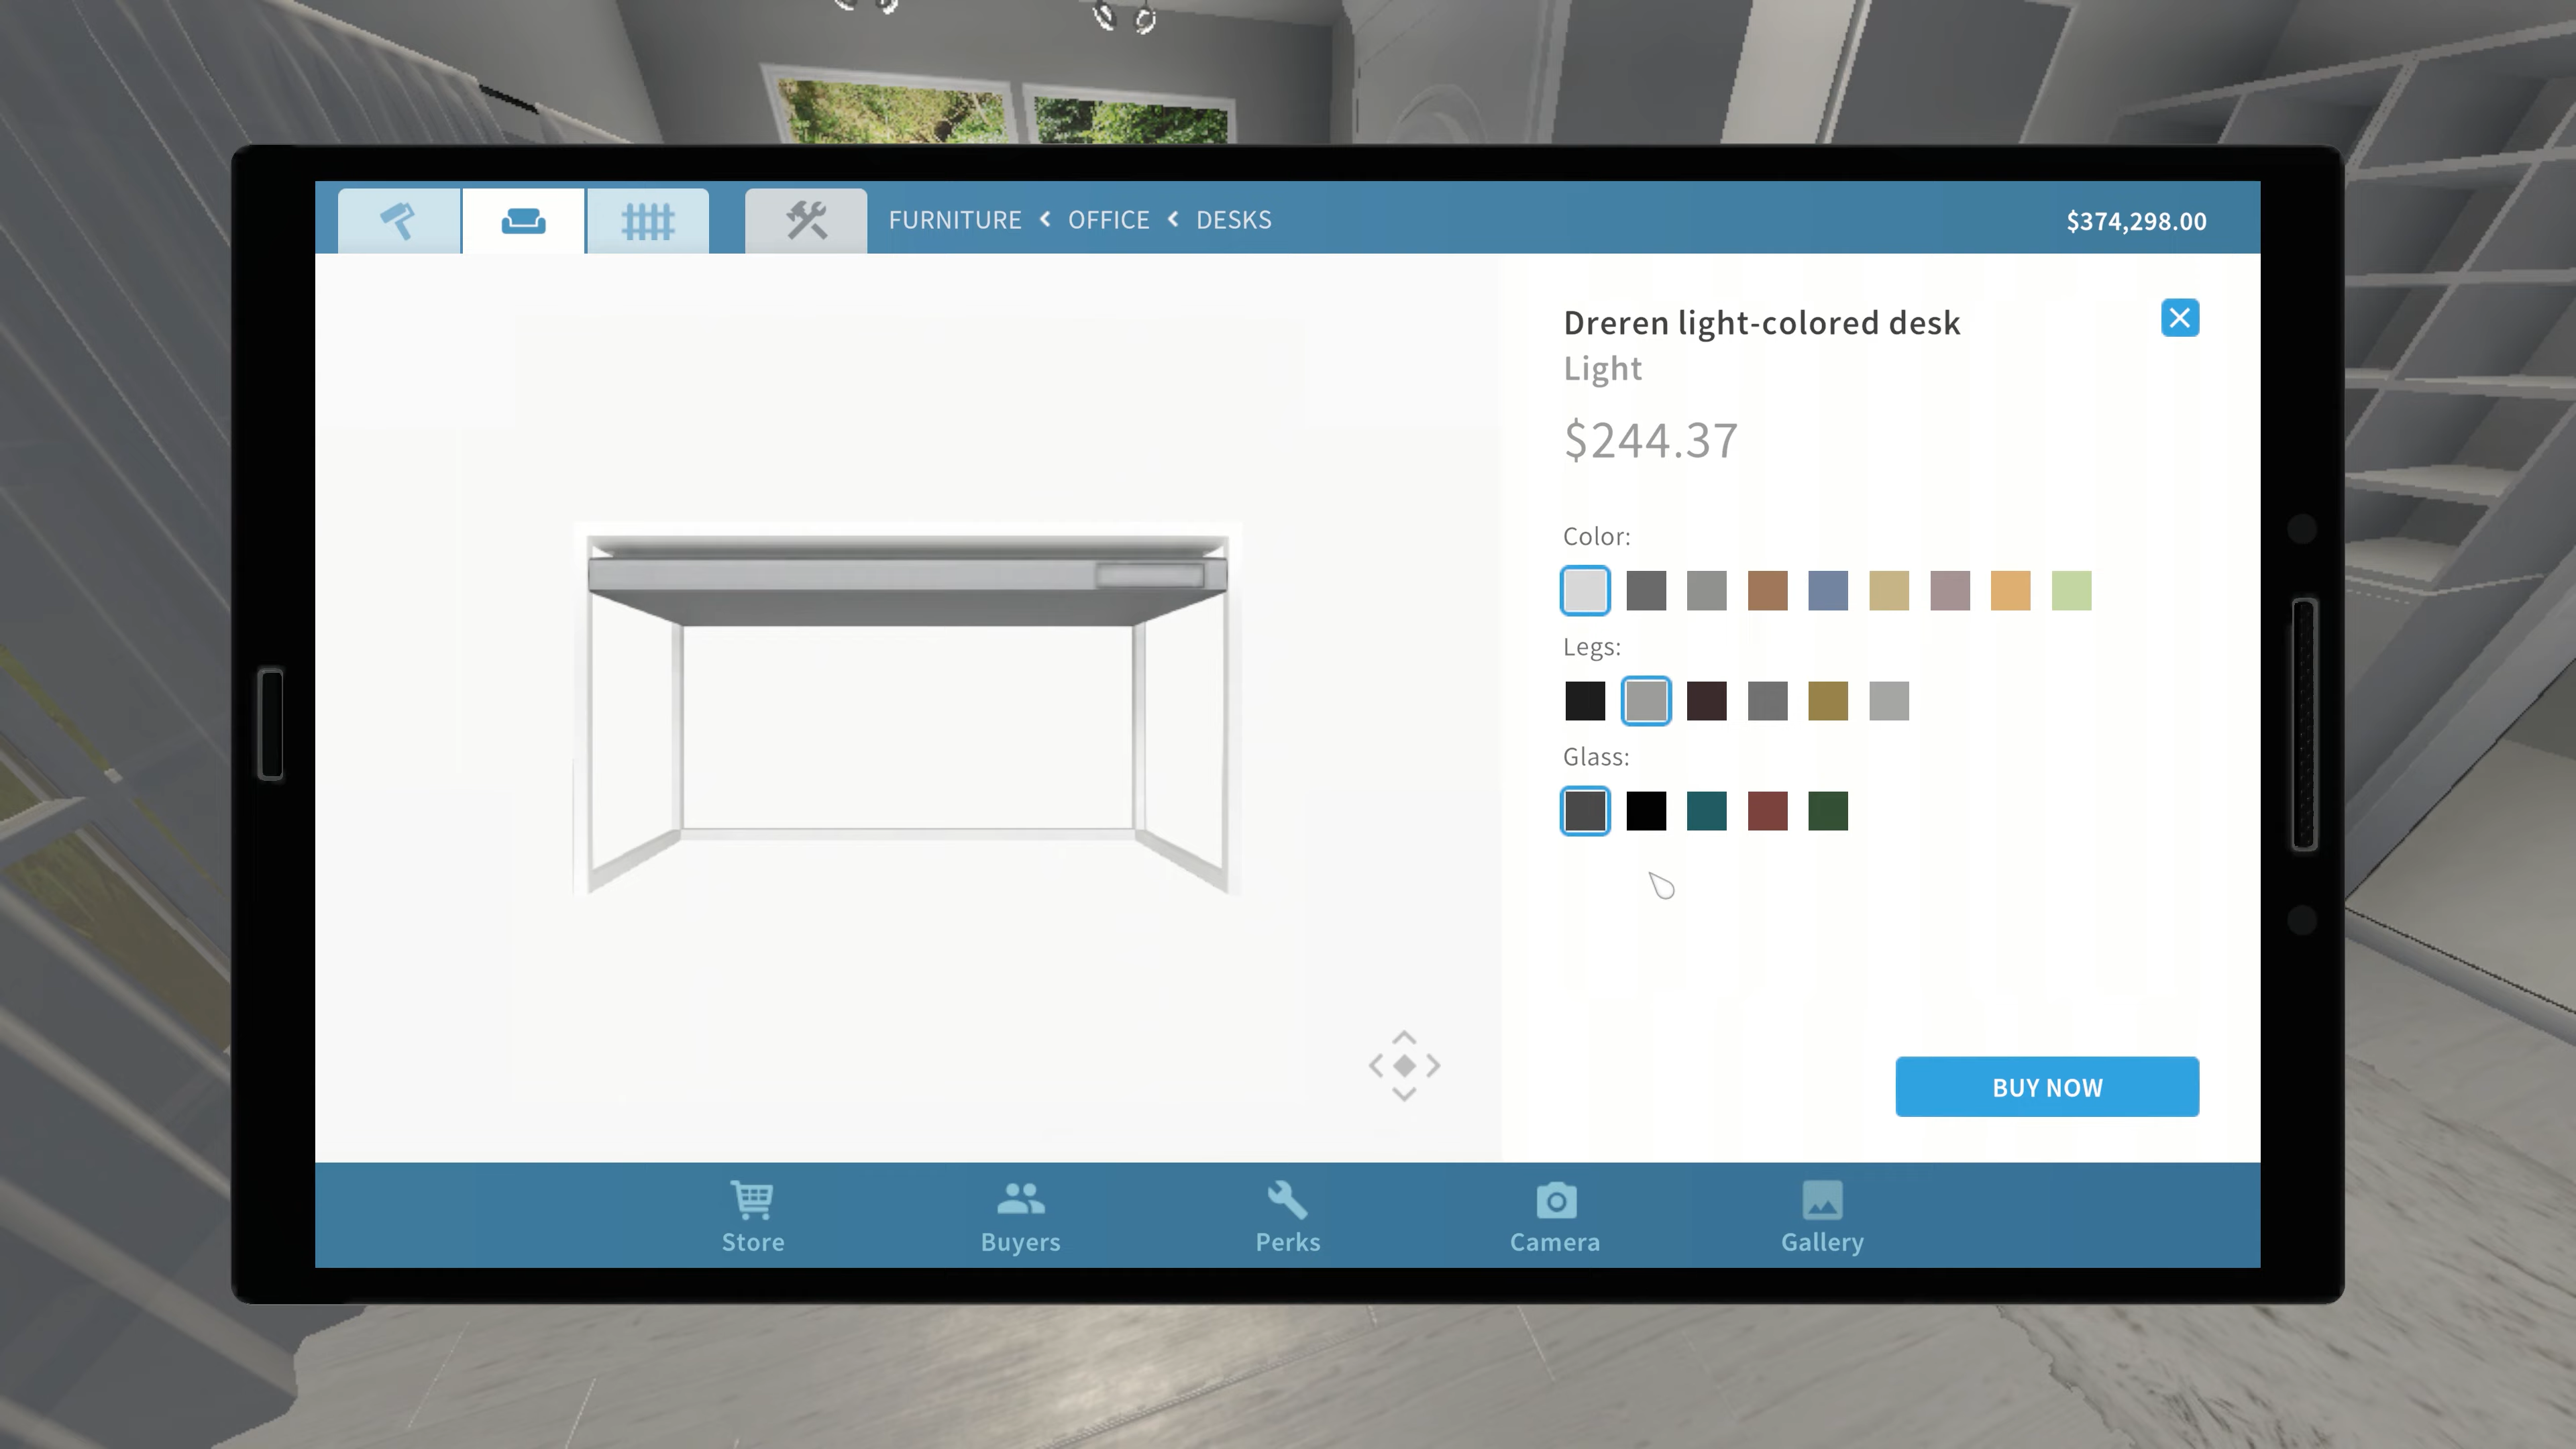 FURNITURE < OFFICE < DESKS
$374,298.00
Dreren light-colored desk
Light
$244.37
Color:
Legs:
Glass:
BUY NOW
Store
Buyers
Perks
Camera
Gallery